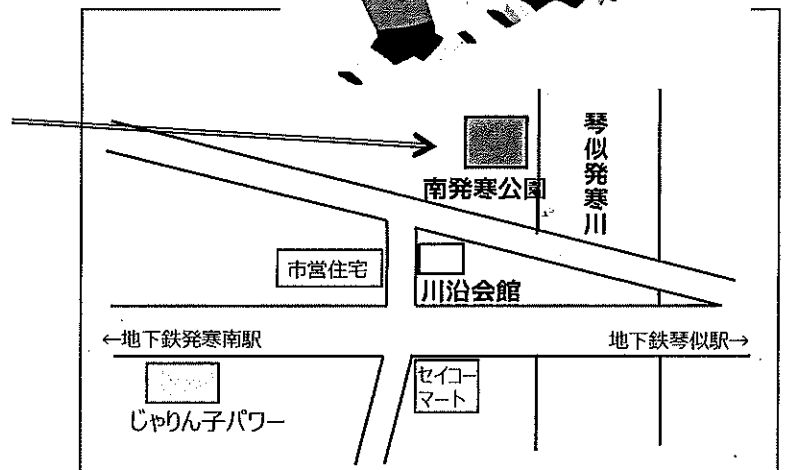 琴似発寒川
南発寒公園
市営住宅
川沿会館
←地下鉄発寒南駅
地下鉄琴似駅→
セイコー
マート
じゃりん子パワー